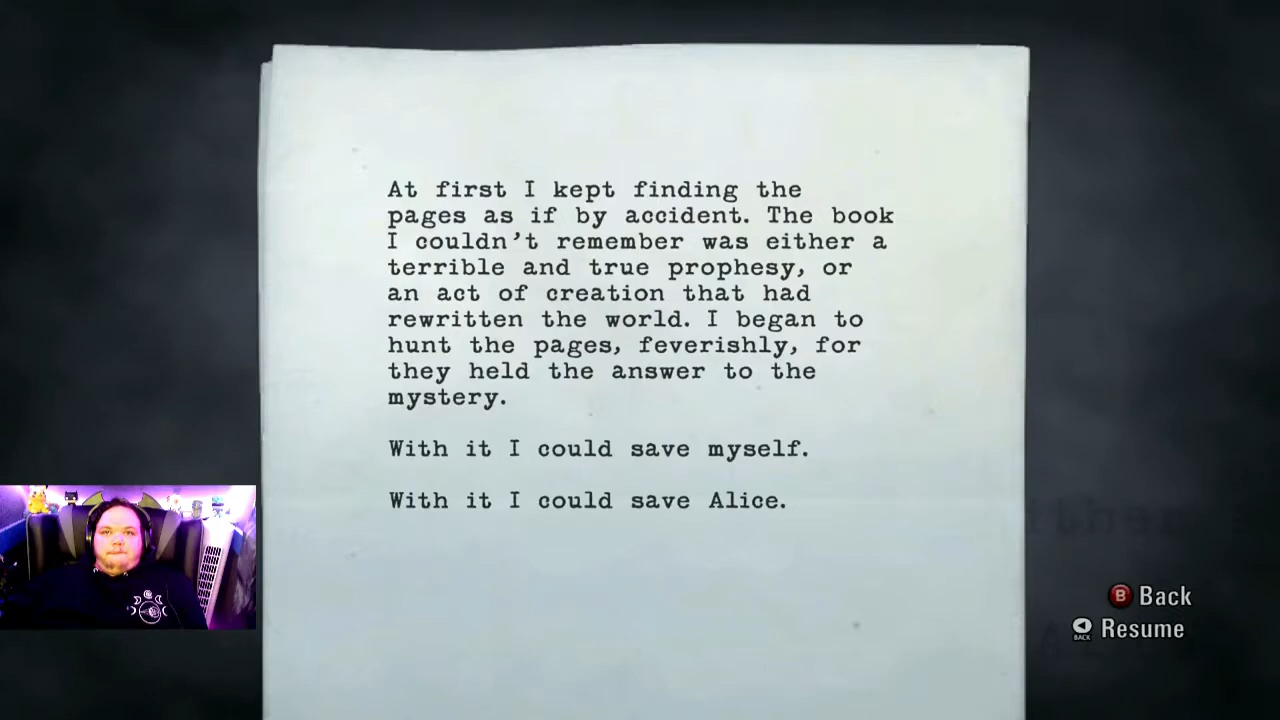 At first I kept finding the
pages as if by accident. The book
I couldn't remember was either a
terrible and true prophesy, or
an act of creation that had
rewritten the world. I began to
hunt the pages, feverishly, for
they held the answer to the
mystery.
With it I could save myself.
With it I could save Alice.
B Back
BACK Resume